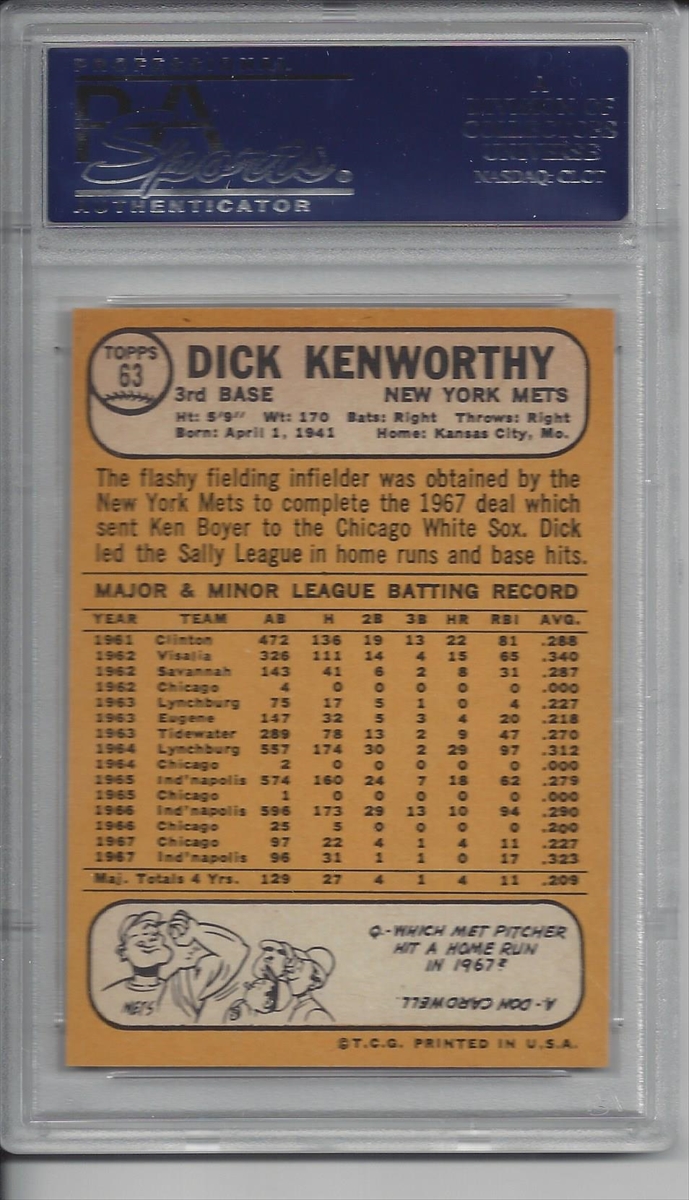 PROFESSIONAL
PSA
Sports
AUTHENTICATOR
A
DIVISION OF
COLLECTORS
UNIVERSE
NASDAQ: CLCT
TOPPS
63
DICK KENWORTHY
3rd BASE NEW YORK METS
Ht: 5'9" Wt: 170 Bats: Right Throws: Right
Born: April 1, 1941 Home: Kansas City, Mo.
The flashy fielding infielder was obtained by the
New York Mets to complete the 1967 deal which
sent Ken Boyer to the Chicago White Sox. Dick
led the Sally League in home runs and base hits.
MAJOR & MINOR LEAGUE BATTING RECORD
YEAR TEAM AB H 2B 3B HR RBI AVG.
1961 Clinton 472 136 19 13 22 81 .288
1962 Visalia 326 111 14 4 15 65 .340
1962 Savannah 143 41 6 2 8 31 .287
1962 Chicago 4 0 0 0 0 0 .000
1963 Lynchburg 75 17 5 1 0 4 .227
1963 Eugene 147 32 5 3 4 20 .218
1963 Tidewater 289 78 13 2 9 47 .270
1964 Lynchburg 557 174 30 2 29 97 .312
1964 Chicago 2 0 0 0 0 0 .000
1965 Ind'napolis 574 160 24 7 18 62 .279
1965 Chicago 1 0 0 0 0 0 .000
1966 Ind'napolis 596 173 29 13 10 94 .290
1966 Chicago 25 5 0 0 0 0 .200
1967 Chicago 97 22 4 1 4 11 .227
1967 Ind'napolis 96 31 1 1 0 17 .323
Maj. Totals 4 Yrs. 129 27 4 1 4 11 .209
METS
Q.-WHICH MET PITCHER
HIT A HOME RUN
IN 1967?
A- DON CARDWELL.
©T.C.G. PRINTED IN U.S.A.